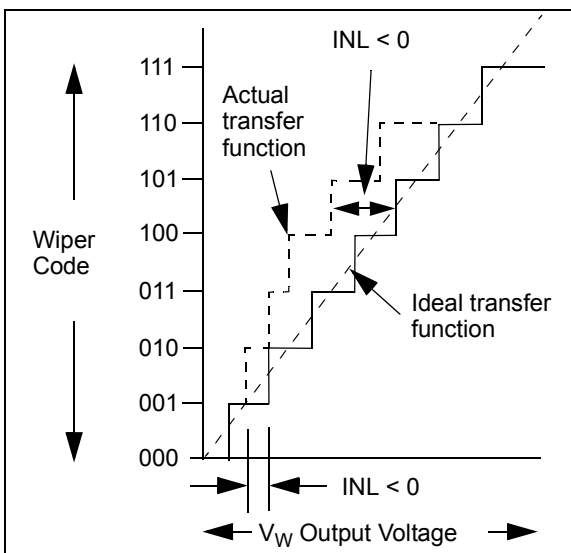 INL < 0
111
Actual
transfer
function
110
101
100
Wiper
Code
011
Ideal transfer
function
010
001
000
INL < 0
VW Output Voltage